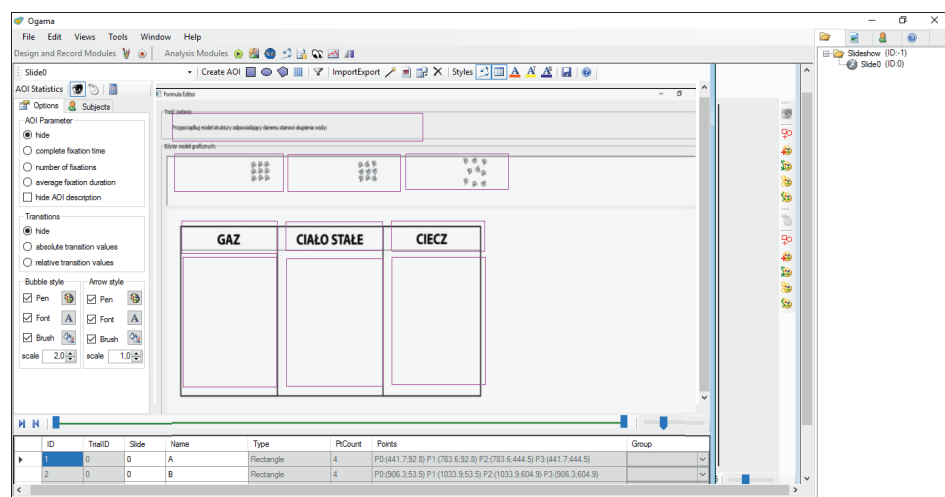 Ogama
File Edit Views Tools Window Help
Design and Record Modules Analysis Modules
Slide0 Create AOI ImportExport Styles
AOI Statistics
Options Subjects
AOI Parameter
hide
complete fixation time
number of fixations
average fixation duration
hide AOI description
Transitions
hide
absolute transition values
relative transition values
Bubble style Arrow style
Pen Pen
Font A Font A
Brush Brush
scale 2,0 scale 1,0
Formula Editor
Treść zadania:
Przyporządkuj model struktury odpowiadający danemu stanowi skupienia wody:
Edytor modeli graficznych:
GAZ CIAŁO STAŁE CIECZ
Slideshow (ID:-1)
Slide0 (ID:0)
ID TrialID Slide Name Type PtCount Points Group
1 0 0 A Rectangle 4 P0:(441.7;92.8) P1:(783.6;92.8) P2:(783.6;444.5) P3:(441.7;444.5)
2 0 0 B Rectangle 4 P0:(906.3;53.5) P1:(1033.9;53.5) P2:(1033.9;604.9) P3:(906.3;604.9)